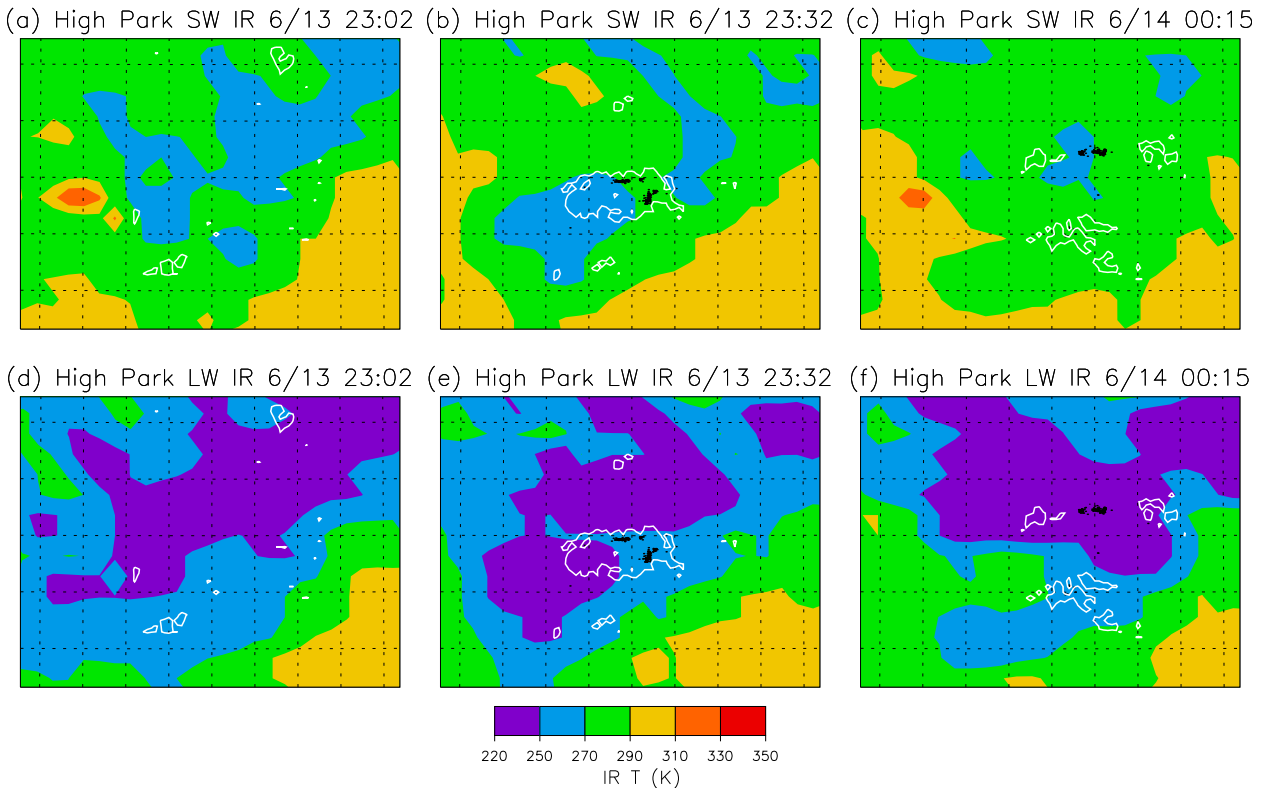 (a) High Park SW IR 6/13 23:02
(b) High Park SW IR 6/13 23:32
(c) High Park SW IR 6/14 00:15
(d) High Park LW IR 6/13 23:02
(e) High Park LW IR 6/13 23:32
(f) High Park LW IR 6/14 00:15
220 250 270 290 310 330 350
IR T (K)